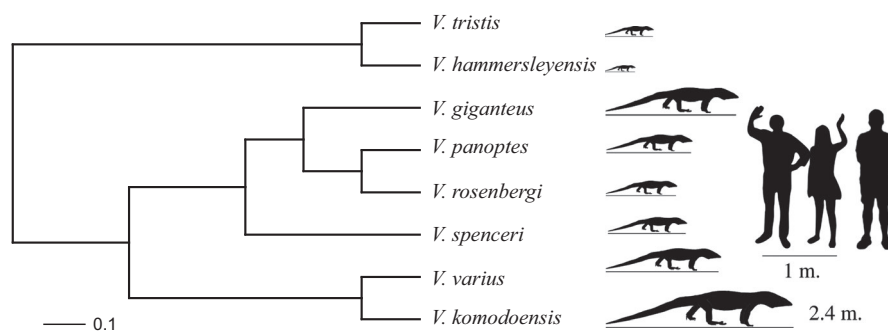 V. tristis
V. hammersleyensis
V. giganteus
V. panoptes
V. rosenbergi
V. spenceri
V. varius
V. komodoensis
1 m.
2.4 m.
0.1